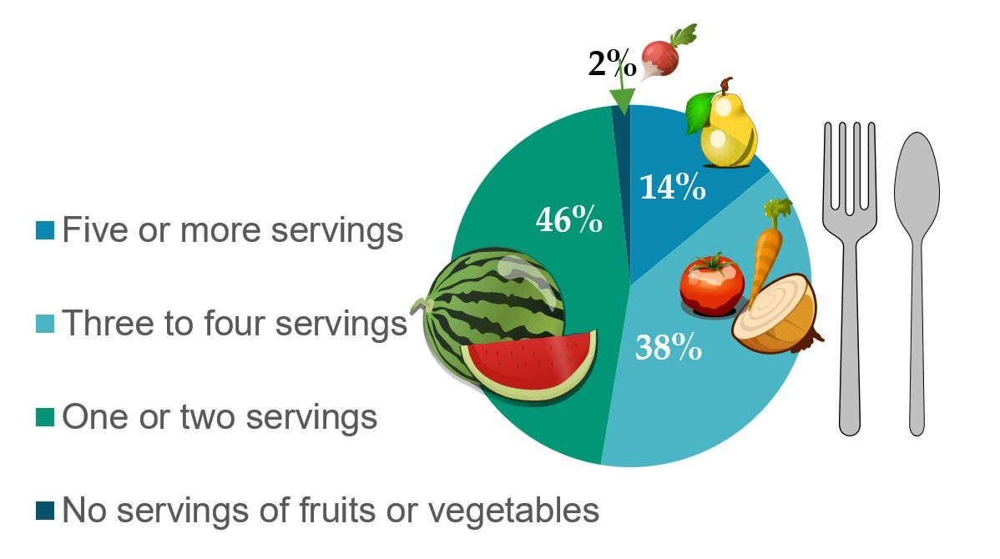 2%
14%
46%
Five or more servings
Three to four servings
38%
One or two servings
No servings of fruits or vegetables